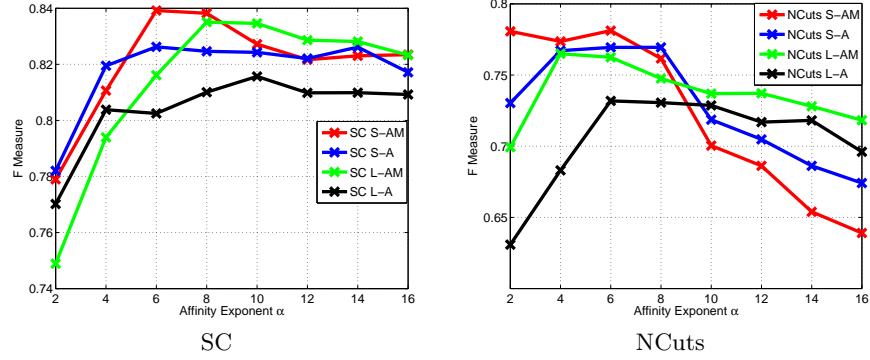 0.84
0.82
0.8
0.78
0.76
0.74
F Measure
SC S-AM
SC S-A
SC L-AM
SC L-A
2 4 6 8 10 12 14 16
Affinity Exponent α
SC
0.8
0.75
0.7
0.65
F Measure
NCuts S-AM
NCuts S-A
NCuts L-AM
NCuts L-A
2 4 6 8 10 12 14 16
Affinity Exponent α
NCuts